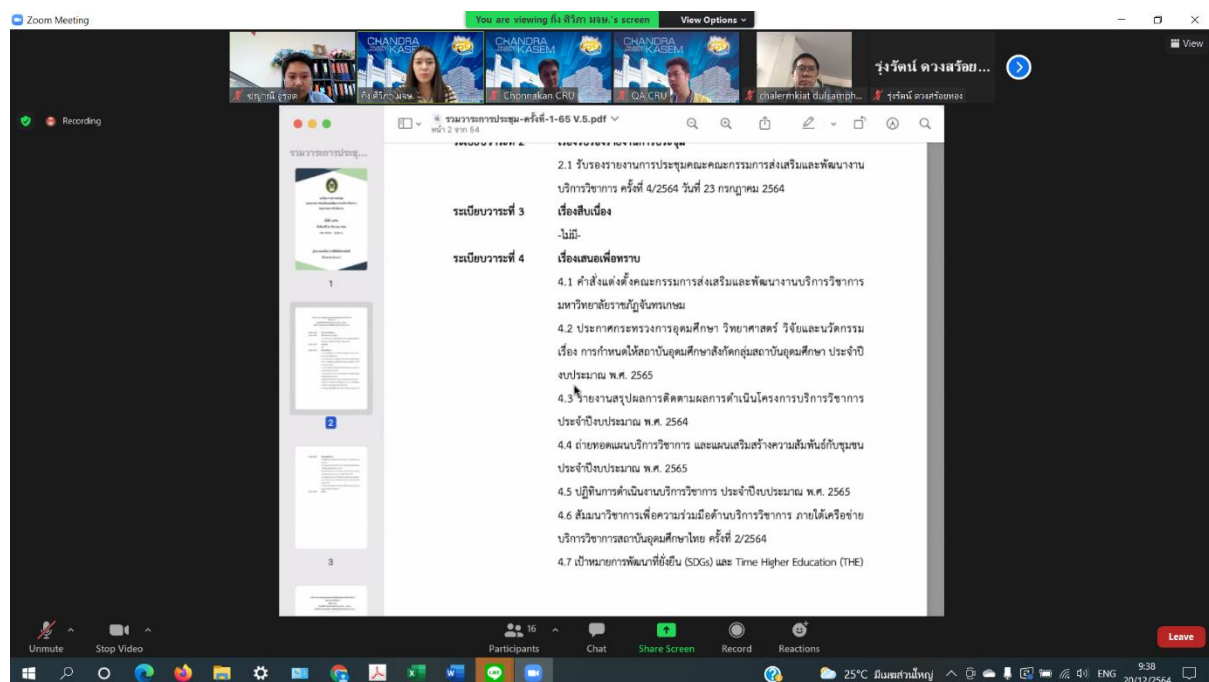 Zoom Meeting
You are viewing กิ่ง ศิวิภา มจษ.'s screen
View Options
CHANDRA
KASEM
CHANDRA
KASEM
CHANDRA
KASEM
กิ่ง ศิวิภา มจษ.
Chonnakan CRU
QA CRU
chalermkiat dulsamph...
รุ่งรัตน์ ดวงสร้อย...
รุ่งรัตน์ ดวงสร้อยทอง
View
Recording
รวมวาระการประชุม-ครั้งที่-1-65 V.5.pdf
หน้า 2 จาก 54
รวมวาระการประชุ...
1
2
3
2.1 รับรองรายงานการประชุมคณะคณะกรรมการส่งเสริมและพัฒนางาน
บริการวิชาการ ครั้งที่ 4/2564 วันที่ 23 กรกฎาคม 2564
ระเบียบวาระที่ 3 เรื่องสืบเนื่อง
-ไม่มี-
ระเบียบวาระที่ 4 เรื่องเสนอเพื่อทราบ
4.1 คำสั่งแต่งตั้งคณะกรรมการส่งเสริมและพัฒนางานบริการวิชาการ
มหาวิทยาลัยราชภัฏจันทรเกษม
4.2 ประกาศกระทรวงการอุดมศึกษา วิทยาศาสตร์ วิจัยและนวัตกรรม
เรื่อง การกำหนดให้สถาบันอุดมศึกษาสังกัดกลุ่มสถาบันอุดมศึกษา ประจำปี
งบประมาณ พ.ศ. 2565
4.3 รายงานสรุปผลการติดตามผลการดำเนินโครงการบริการวิชาการ
ประจำปีงบประมาณ พ.ศ. 2564
4.4 ถ่ายทอดแผนบริการวิชาการ และแผนเสริมสร้างความสัมพันธ์กับชุมชน
ประจำปีงบประมาณ พ.ศ. 2565
4.5 ปฏิทินการดำเนินงานบริการวิชาการ ประจำปีงบประมาณ พ.ศ. 2565
4.6 สัมมนาวิชาการเพื่อความร่วมมือด้านบริการวิชาการ ภายใต้เครือข่าย
บริการวิชาการสถาบันอุดมศึกษาไทย ครั้งที่ 2/2564
4.7 เป้าหมายการพัฒนาที่ยั่งยืน (SDGs) และ Time Higher Education (THE)
Unmute
Stop Video
16
Participants
Chat
Share Screen
Record
Reactions
Leave
25°C มีเมฆส่วนใหญ่
ENG
9:38
20/12/2564